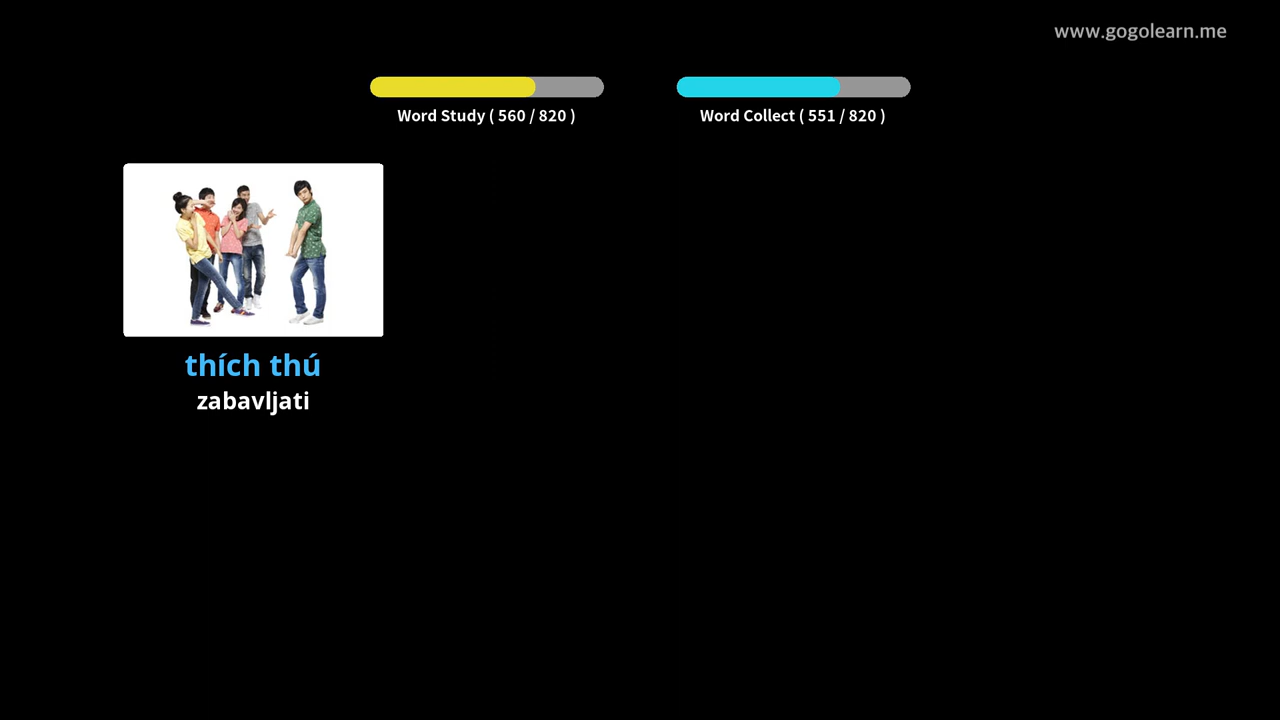 www.gogolearn.me
Word Study ( 560 / 820 )
Word Collect ( 551 / 820 )
thích thú
zabavljati